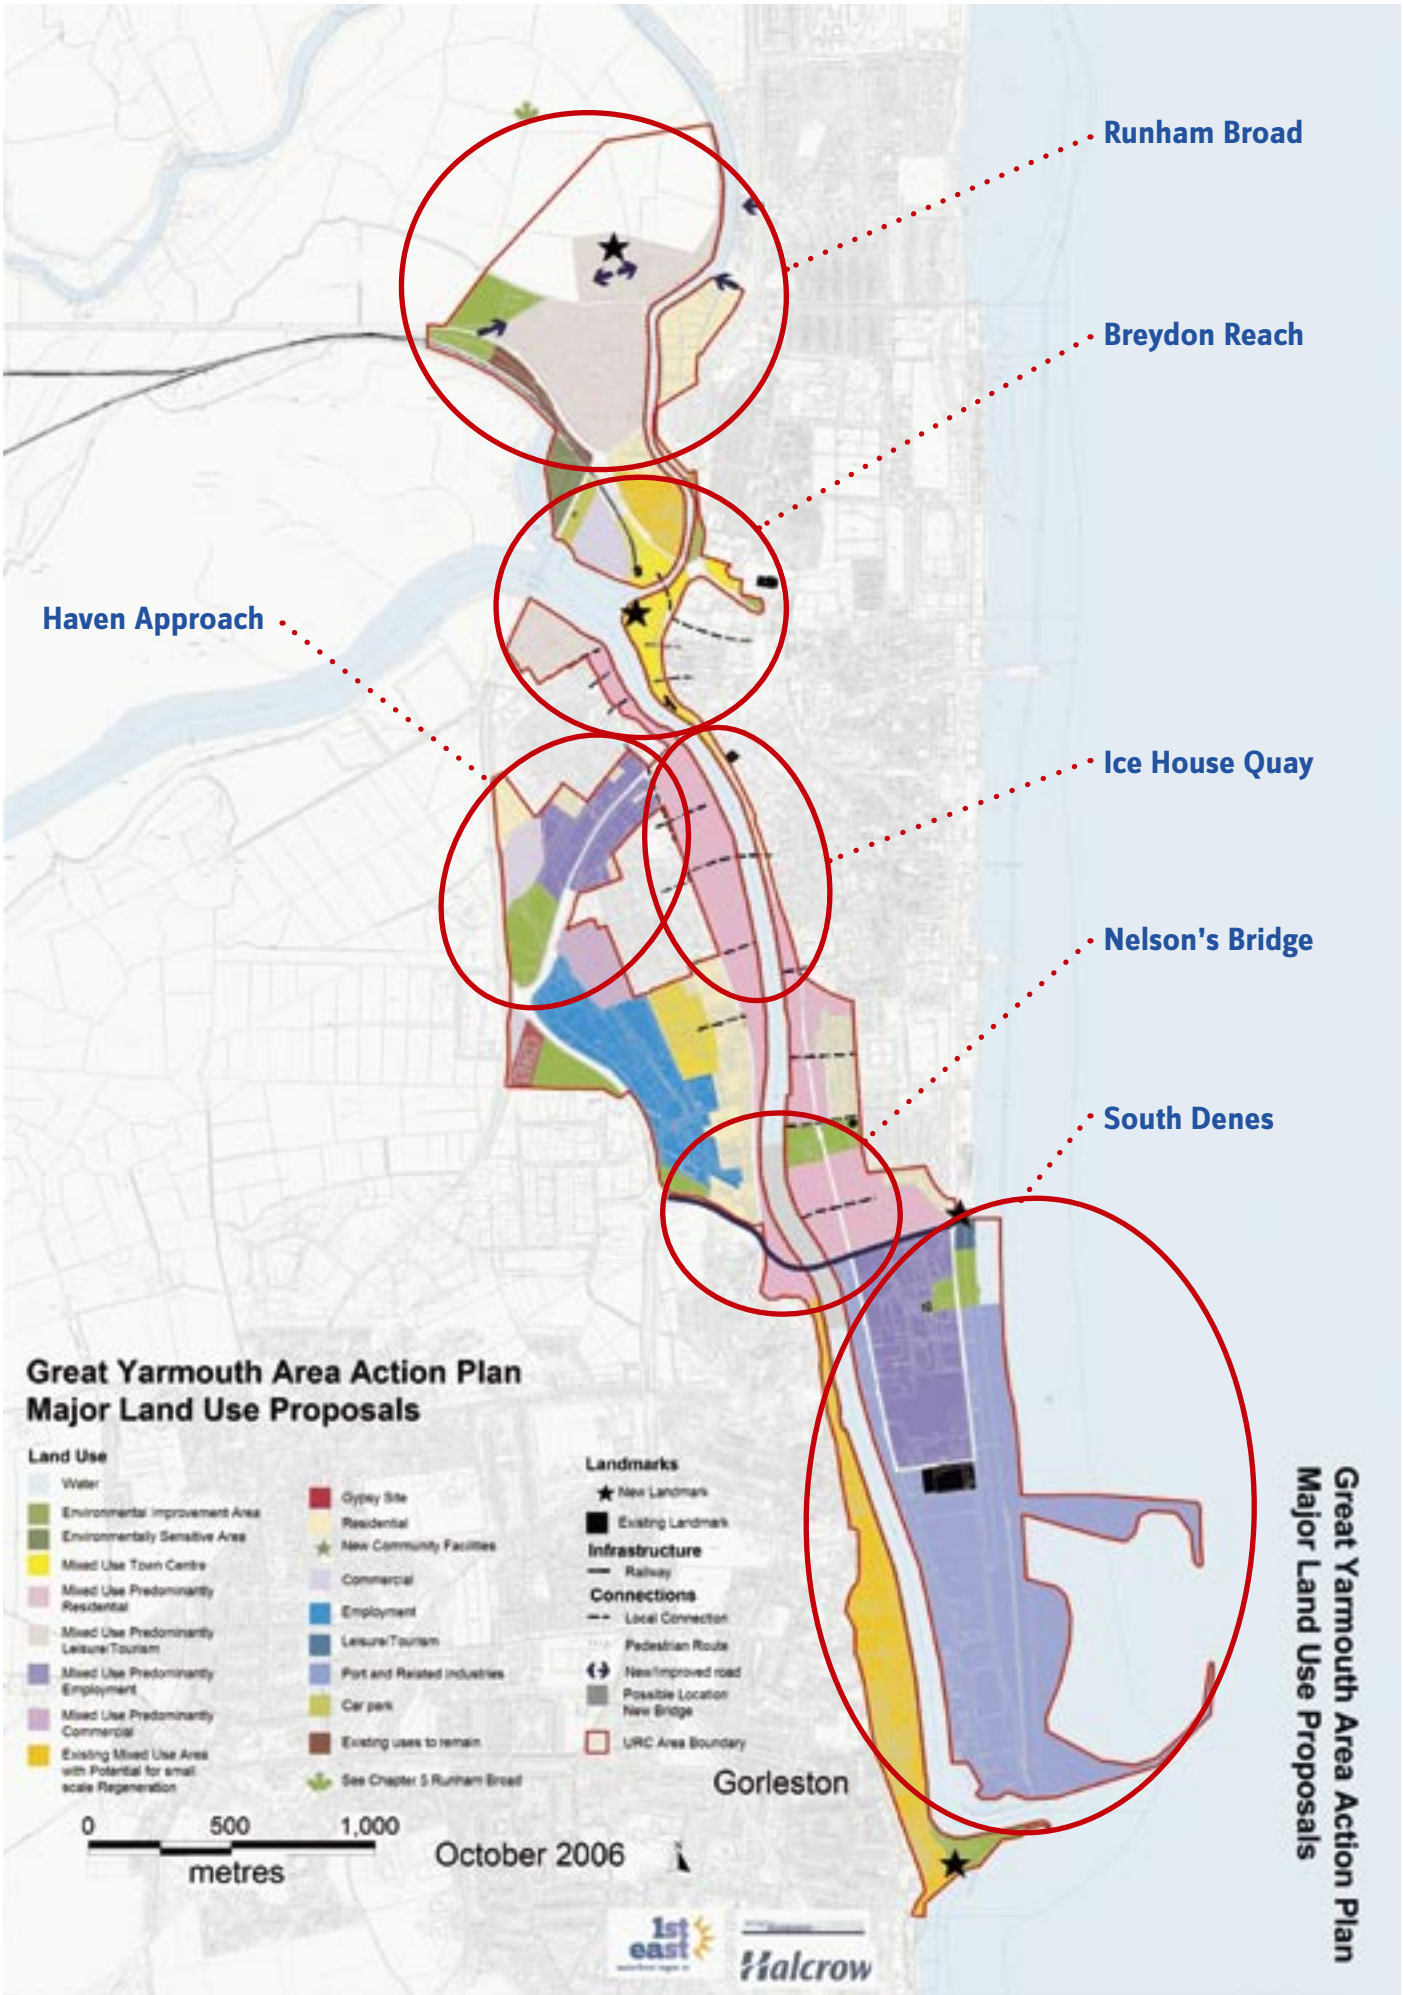 Runham Broad
Breydon Reach
Haven Approach
Ice House Quay
Nelson's Bridge
South Denes
Great Yarmouth Area Action Plan
Major Land Use Proposals
Land Use
Water
Environmental Improvement Area
Environmentally Sensitive Area
Mixed Use Town Centre
Mixed Use Predominantly
Residential
Mixed Use Predominantly
Leisure/Tourism
Mixed Use Predominantly
Employment
Mixed Use Predominantly
Commercial
Existing Mixed Use Area
with Potential for small
scale Regeneration
Gypsy Site
Residential
New Community Facilities
Commercial
Employment
Leisure/Tourism
Port and Related Industries
Car park
Existing uses to remain
See Chapter 5 Runham Broad
Landmarks
New Landmark
Existing Landmark
Infrastructure
Railway
Connections
Local Connection
Pedestrian Route
New/Improved road
Possible Location
New Bridge
URC Area Boundary
Gorleston
0 500 1,000
metres
October 2006
1st
east
Halcrow
Great Yarmouth Area Action Plan
Major Land Use Proposals